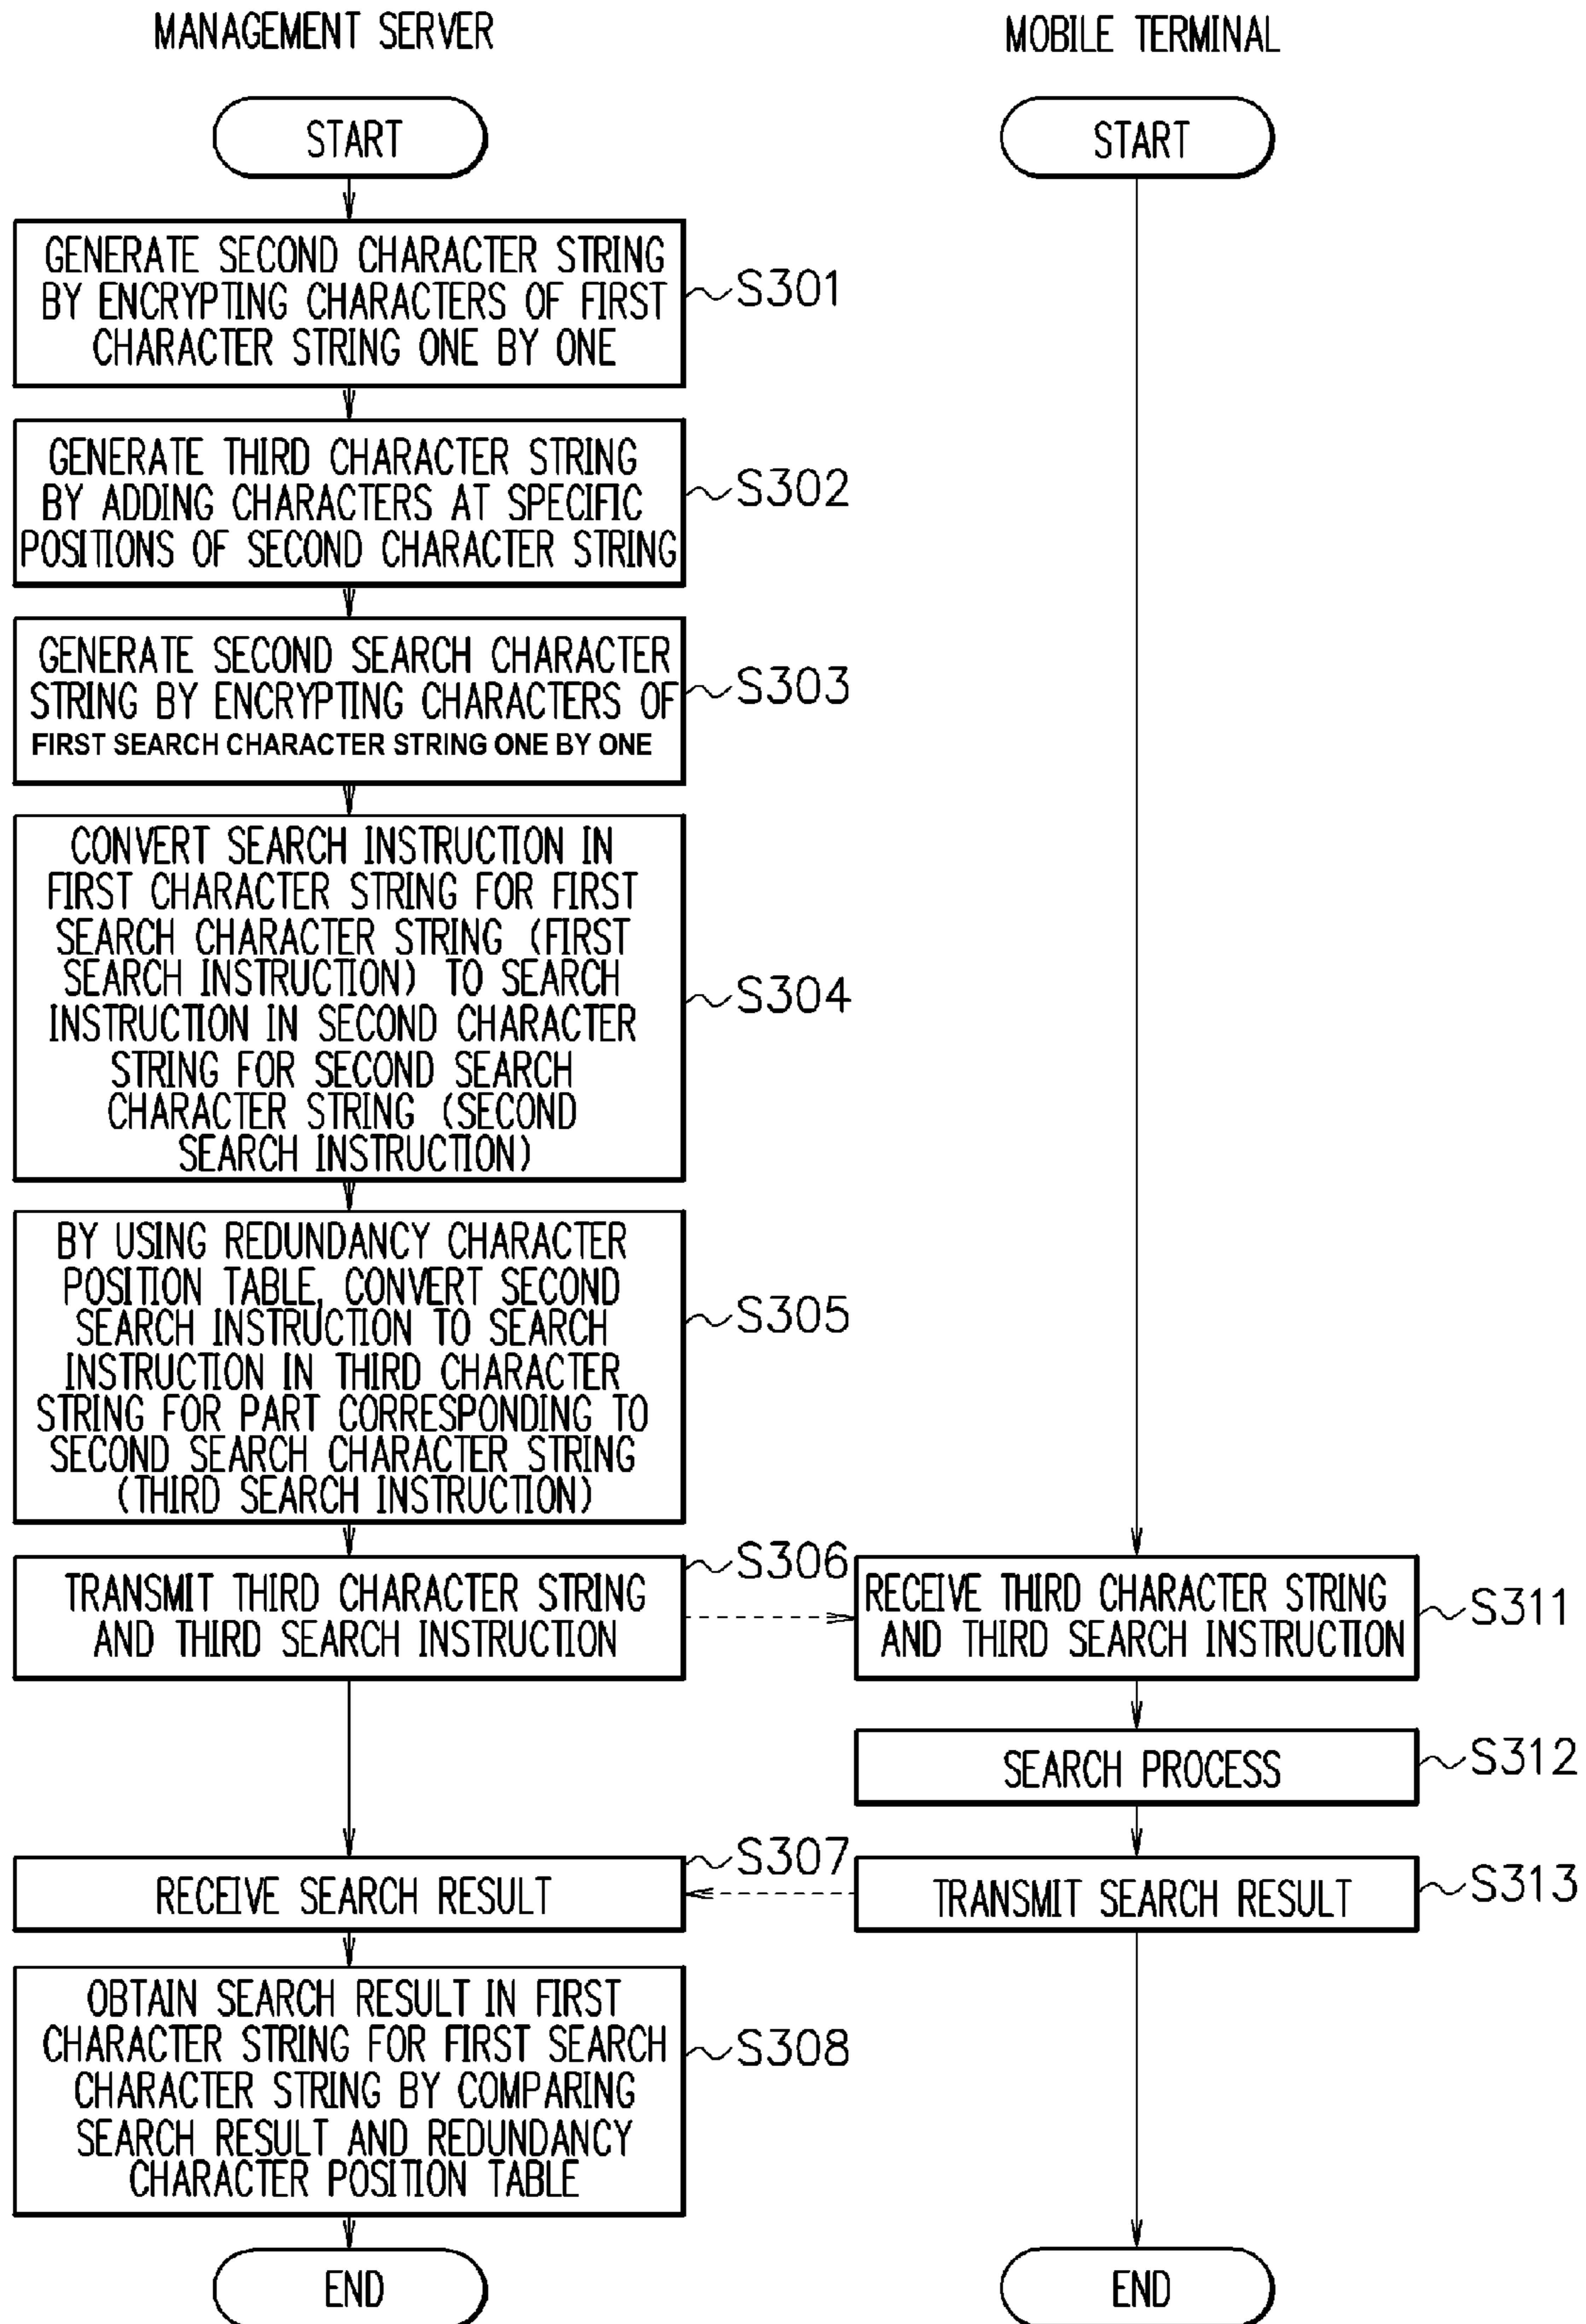 MANAGEMENT SERVER
MOBILE TERMINAL
START
START
GENERATE SECOND CHARACTER STRING
BY ENCRYPTING CHARACTERS OF FIRST
CHARACTER STRING ONE BY ONE
S301
GENERATE THIRD CHARACTER STRING
BY ADDING CHARACTERS AT SPECIFIC
POSITIONS OF SECOND CHARACTER STRING
S302
GENERATE SECOND SEARCH CHARACTER
STRING BY ENCRYPTING CHARACTERS OF
FIRST SEARCH CHARACTER STRING ONE BY ONE
S303
CONVERT SEARCH INSTRUCTION IN
FIRST CHARACTER STRING FOR FIRST
SEARCH CHARACTER STRING (FIRST
SEARCH INSTRUCTION) TO SEARCH
INSTRUCTION IN SECOND CHARACTER
STRING FOR SECOND SEARCH
CHARACTER STRING (SECOND
SEARCH INSTRUCTION)
S304
BY USING REDUNDANCY CHARACTER
POSITION TABLE, CONVERT SECOND
SEARCH INSTRUCTION TO SEARCH
INSTRUCTION IN THIRD CHARACTER
STRING FOR PART CORRESPONDING TO
SECOND SEARCH CHARACTER STRING
(THIRD SEARCH INSTRUCTION)
S305
TRANSMIT THIRD CHARACTER STRING
AND THIRD SEARCH INSTRUCTION
S306
RECEIVE THIRD CHARACTER STRING
AND THIRD SEARCH INSTRUCTION
S311
SEARCH PROCESS
S312
RECEIVE SEARCH RESULT
S307
TRANSMIT SEARCH RESULT
S313
OBTAIN SEARCH RESULT IN FIRST
CHARACTER STRING FOR FIRST SEARCH
CHARACTER STRING BY COMPARING
SEARCH RESULT AND REDUNDANCY
CHARACTER POSITION TABLE
S308
END
END